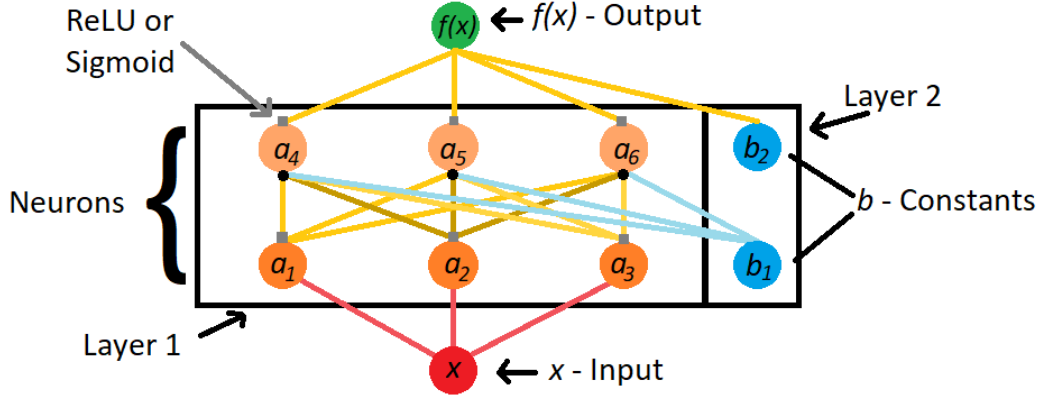 ReLU or
Sigmoid
f(x)
f(x) - Output
Layer 2
a4
a5
a6
b2
Neurons
b - Constants
a1
a2
a3
b1
Layer 1
x
x - Input